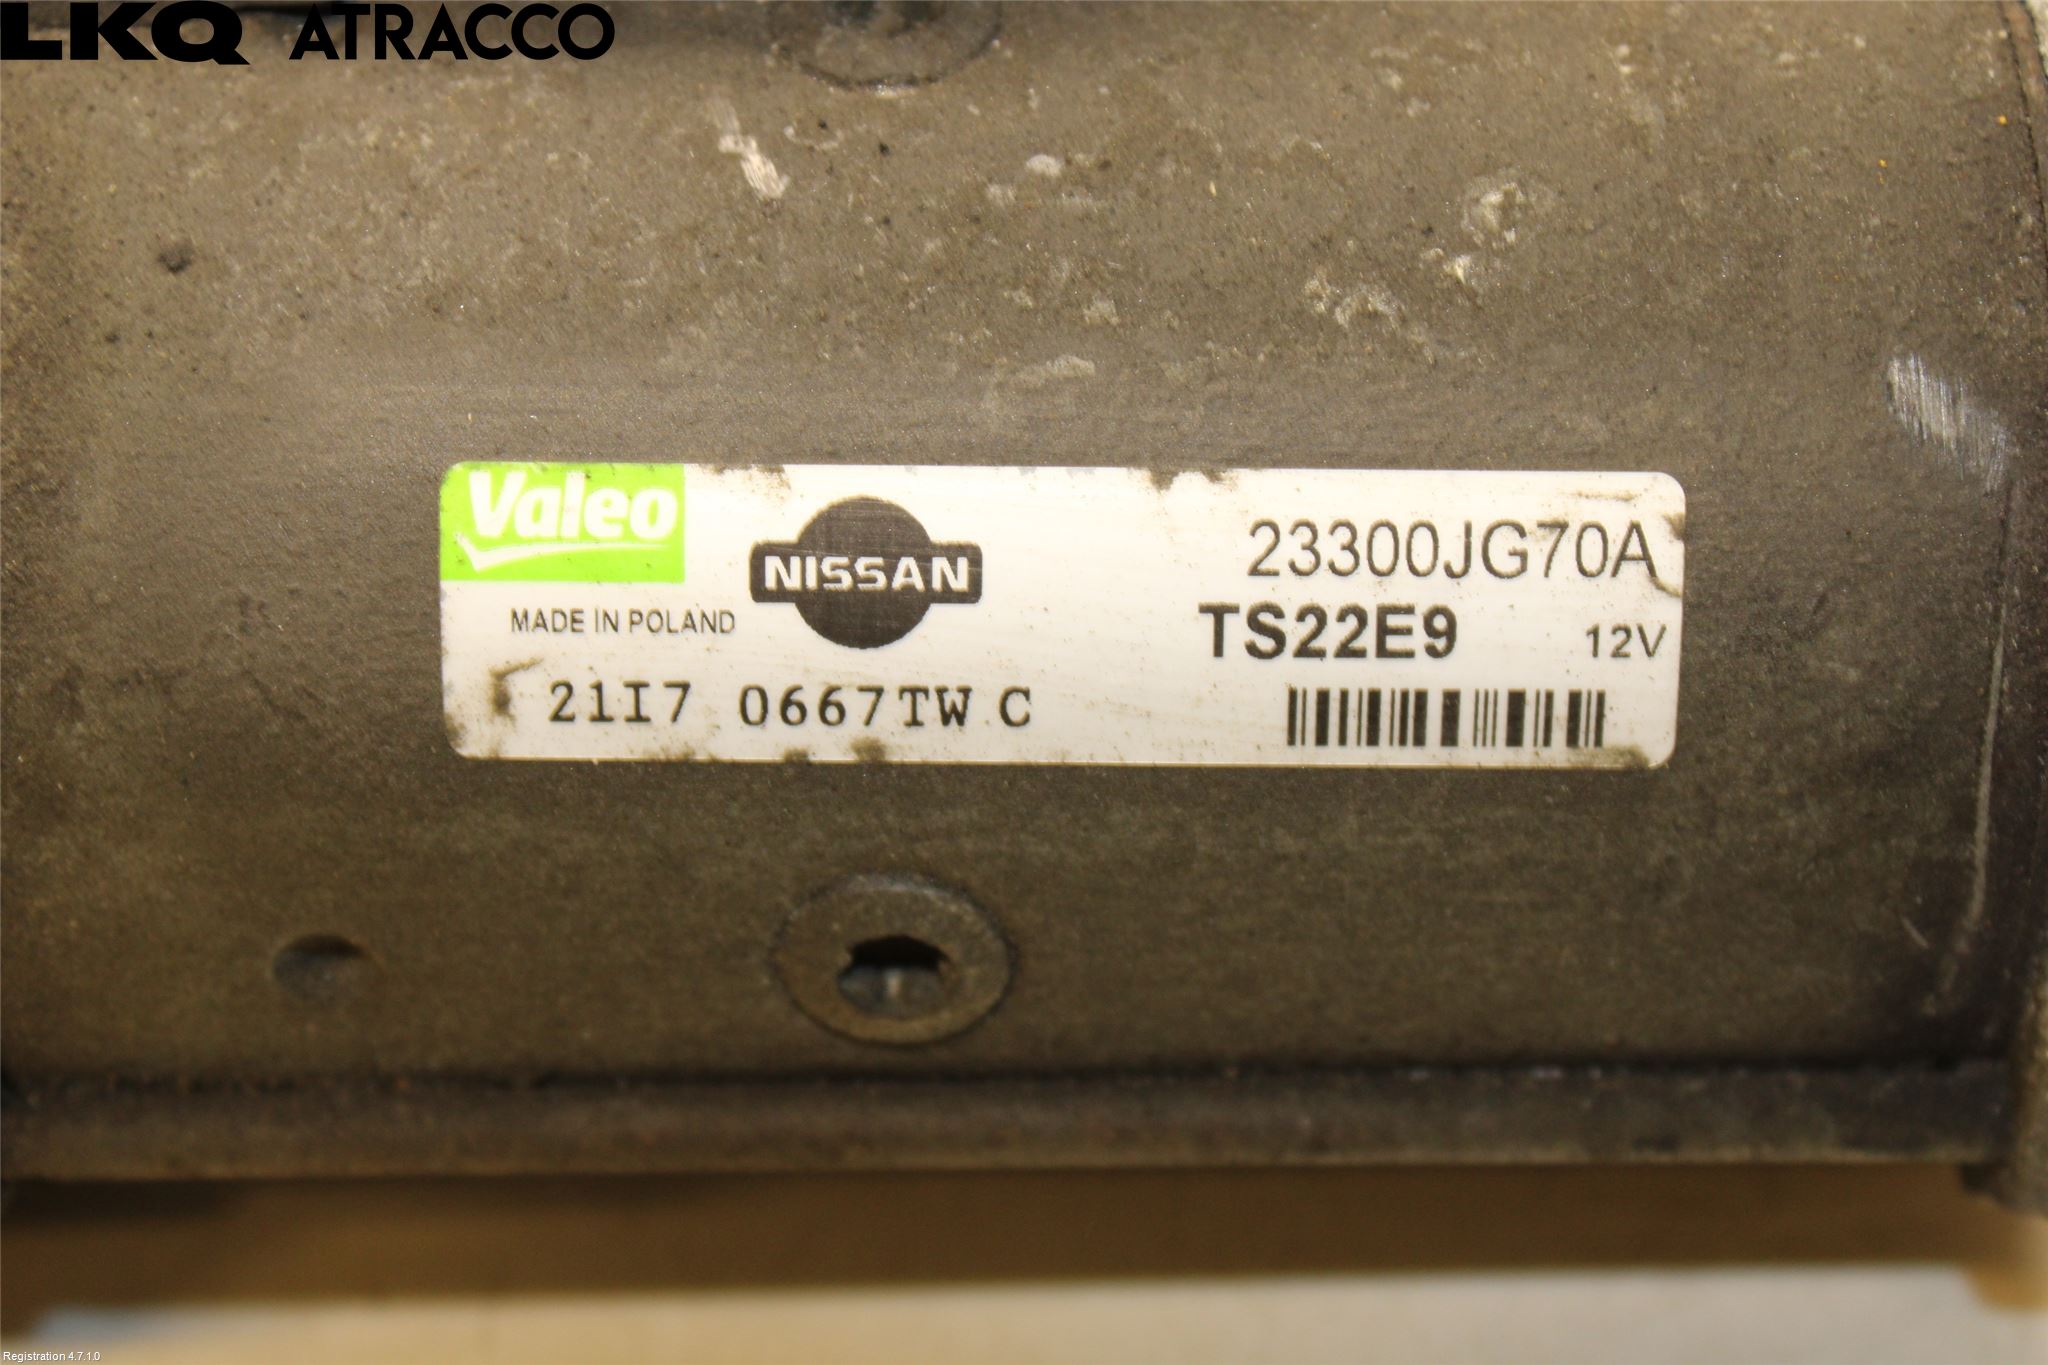 LKQ ATRACCO
Valeo
NISSAN
23300JG70A
MADE IN POLAND
TS22E9 12V
21I7 0667TW C
Registration 4.7.1.0